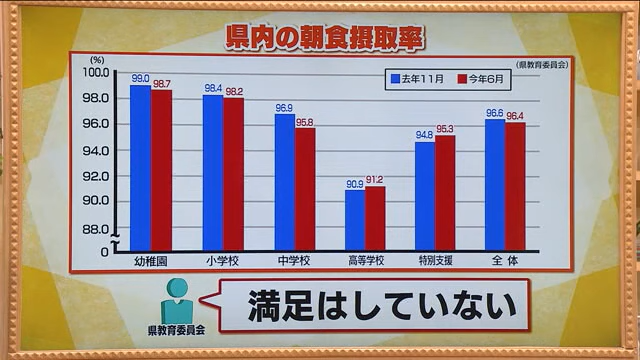 県内の朝食摂取率
(%)
(県教育委員会)
去年11月
今年6月
100.0
98.0
96.0
94.0
92.0
90.0
88.0
0
99.0
98.7
98.4
98.2
96.9
95.8
90.9
91.2
94.8
95.3
96.6
96.4
幼稚園
小学校
中学校
高等学校
特別支援
全体
県教育委員会
満足はしていない